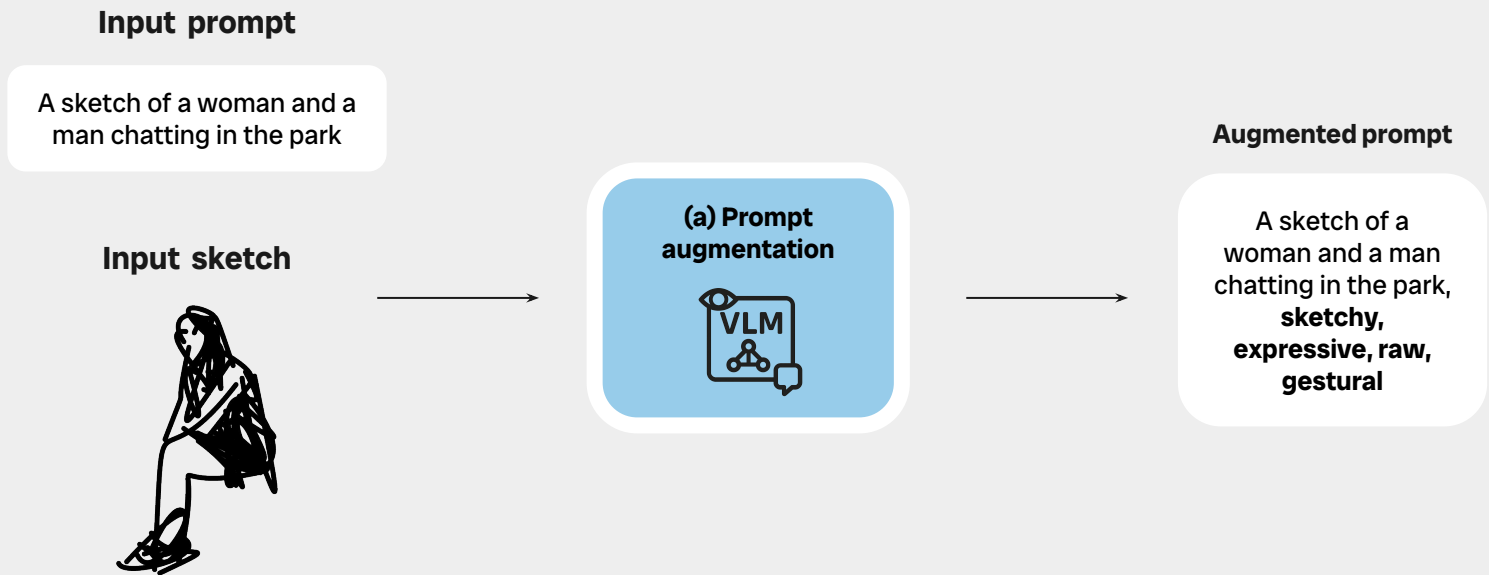 Input prompt
A sketch of a woman and a
man chatting in the park
Input sketch
(a) Prompt
augmentation
VLM
Augmented prompt
A sketch of a
woman and a man
chatting in the park,
sketchy,
expressive, raw,
gestural